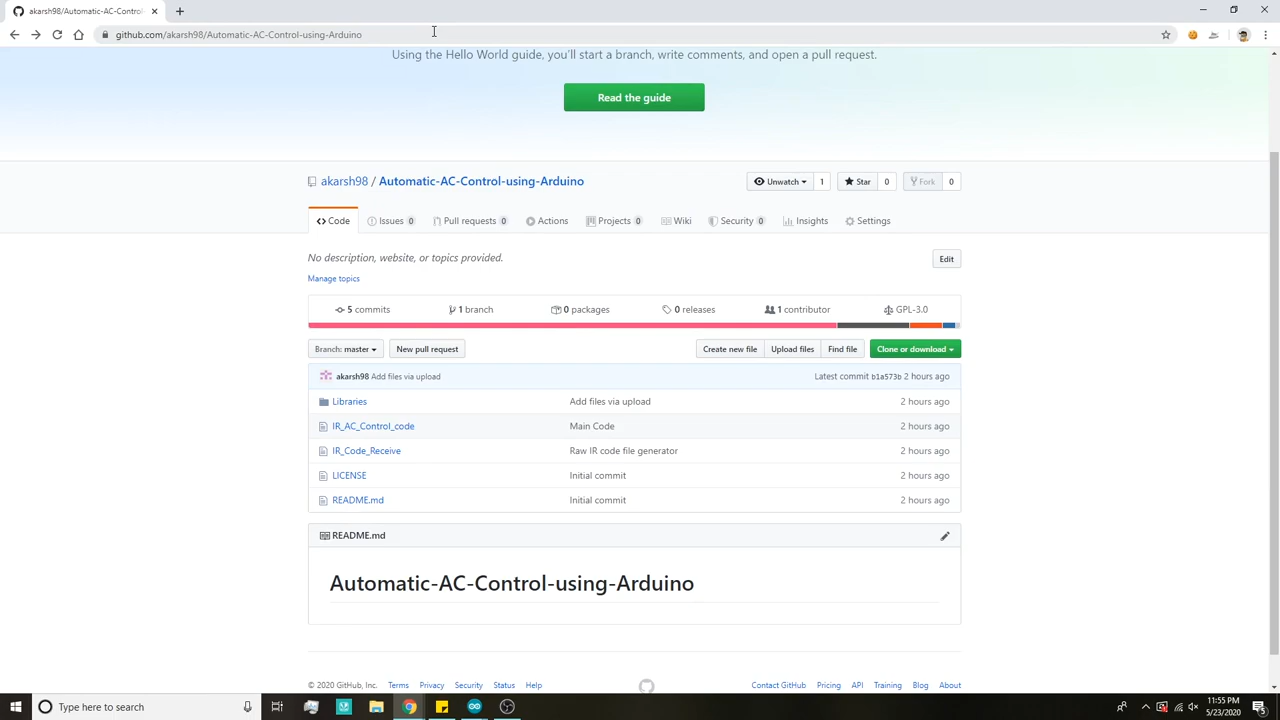 akarsh98/Automatic-AC-Control-
github.com/akarsh98/Automatic-AC-Control-using-Arduino
Using the Hello World guide, you'll start a branch, write comments, and open a pull request.
Read the guide
akarsh98 / Automatic-AC-Control-using-Arduino
Unwatch 1 Star 0 Fork 0
Code Issues 0 Pull requests 0 Actions Projects 0 Wiki Security 0 Insights Settings
No description, website, or topics provided.
Edit
Manage topics
5 commits 1 branch 0 packages 0 releases 1 contributor GPL-3.0
Branch: master New pull request Create new file Upload files Find file Clone or download
akarsh98 Add files via upload Latest commit b1a573b 2 hours ago
Libraries Add files via upload 2 hours ago
IR_AC_Control_code Main Code 2 hours ago
IR_Code_Receive Raw IR code file generator 2 hours ago
LICENSE Initial commit 2 hours ago
README.md Initial commit 2 hours ago
README.md
Automatic-AC-Control-using-Arduino
© 2020 GitHub, Inc. Terms Privacy Security Status Help Contact GitHub Pricing API Training Blog About
Type here to search
11:55 PM
5/23/2020
5